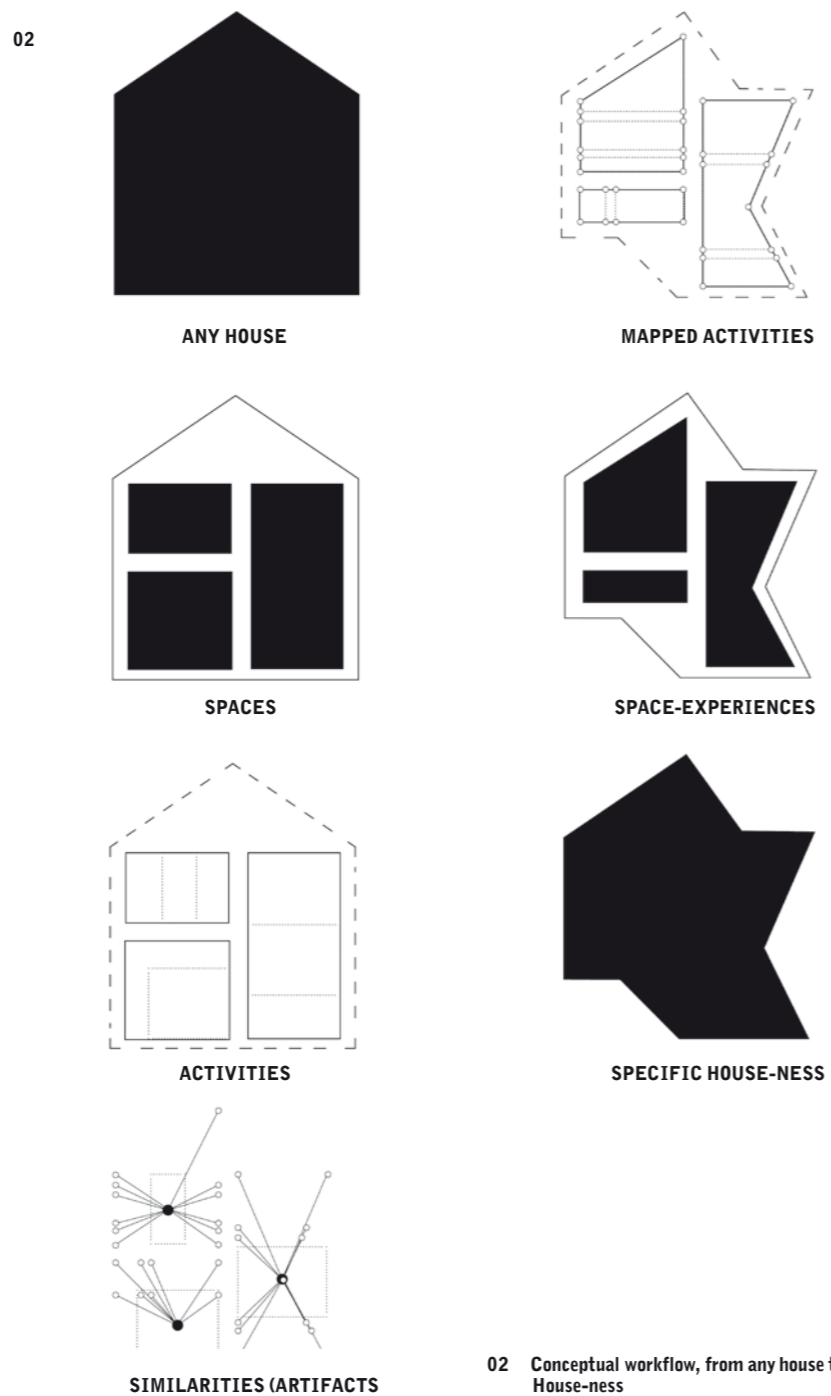 02
ANY HOUSE
MAPPED ACTIVITIES
SPACES
SPACE-EXPERIENCES
ACTIVITIES
SPECIFIC HOUSE-NESS
SIMILARITIES (ARTIFACTS
02 Conceptual workflow, from any house
House-ness